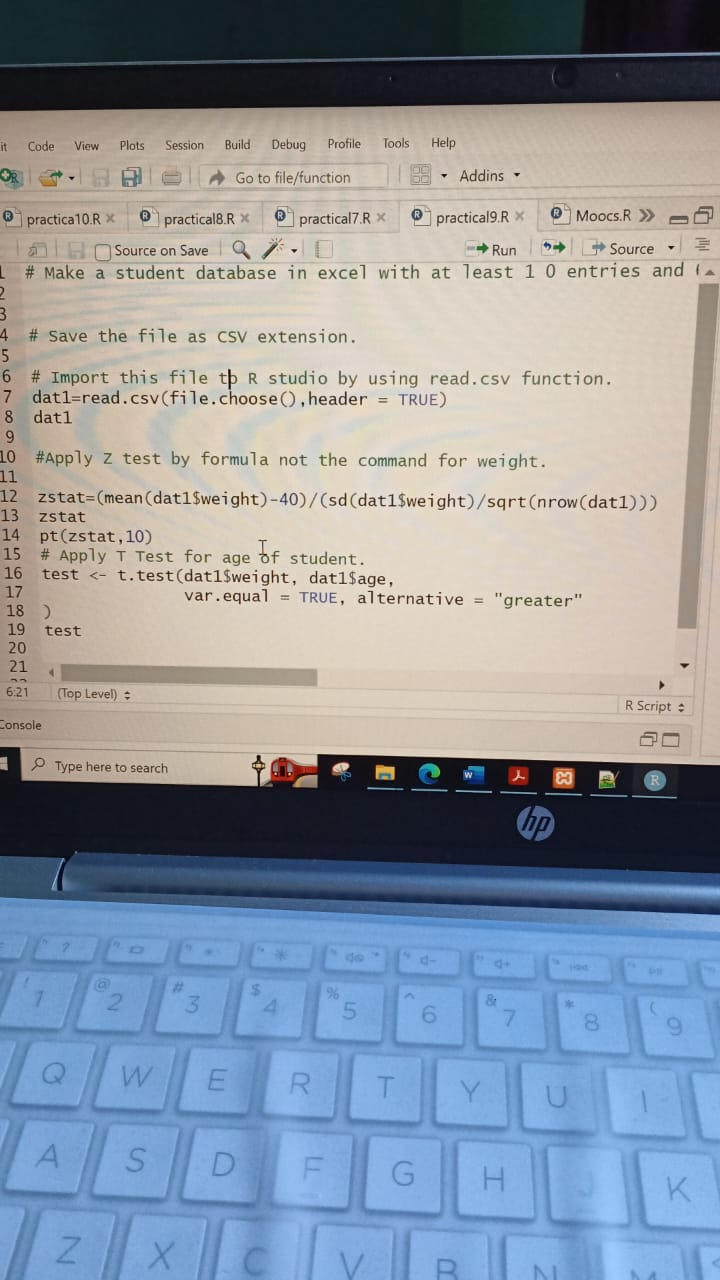 it Code View Plots Session Build Debug Profile Tools Help
Go to file/function Addins
practica10.R practical8.R practical7.R practical9.R Moocs.R
Source on Save Run Source
1 # Make a student database in excel with at least 1 0 entries and (
2
3
4 # Save the file as CSV extension.
5
6 # Import this file to R studio by using read.csv function.
7 dat1=read.csv(file.choose(),header = TRUE)
8 dat1
9
10 #Apply Z test by formula not the command for weight.
11
12 zstat=(mean(dat1$weight)-40)/(sd(dat1$weight)/sqrt(nrow(dat1)))
13 zstat
14 pt(zstat,10)
15 # Apply T Test for age of student.
16 test <- t.test(dat1$weight, dat1$age,
17 var.equal = TRUE, alternative = "greater"
18 )
19 test
20
21
6:21 (Top Level) R Script
Console
Type here to search
hp
! 1 @ 2 # 3 $ 4 % 5 ^ 6 & 7 * 8 ( 9
Q W E R T Y U I
A S D F G H J K
Z X C V B N M